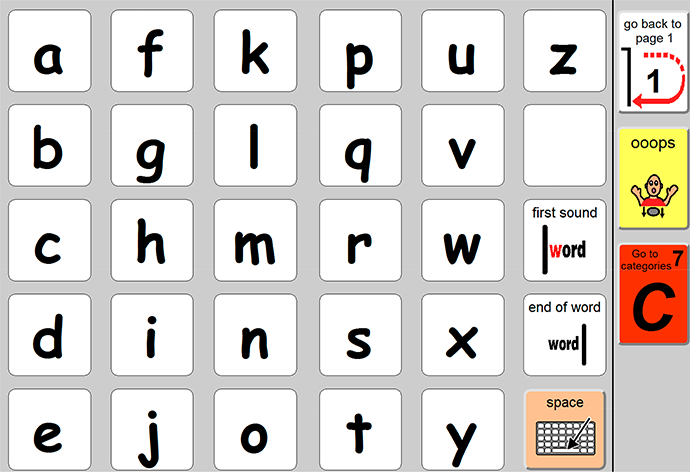 a f k p u z
b g l q v
c h m r w
d i n s x
e j o t y
first sound
word
end of word
word
space
go back to
page 1
1
ooops
Go to 7
categories
C